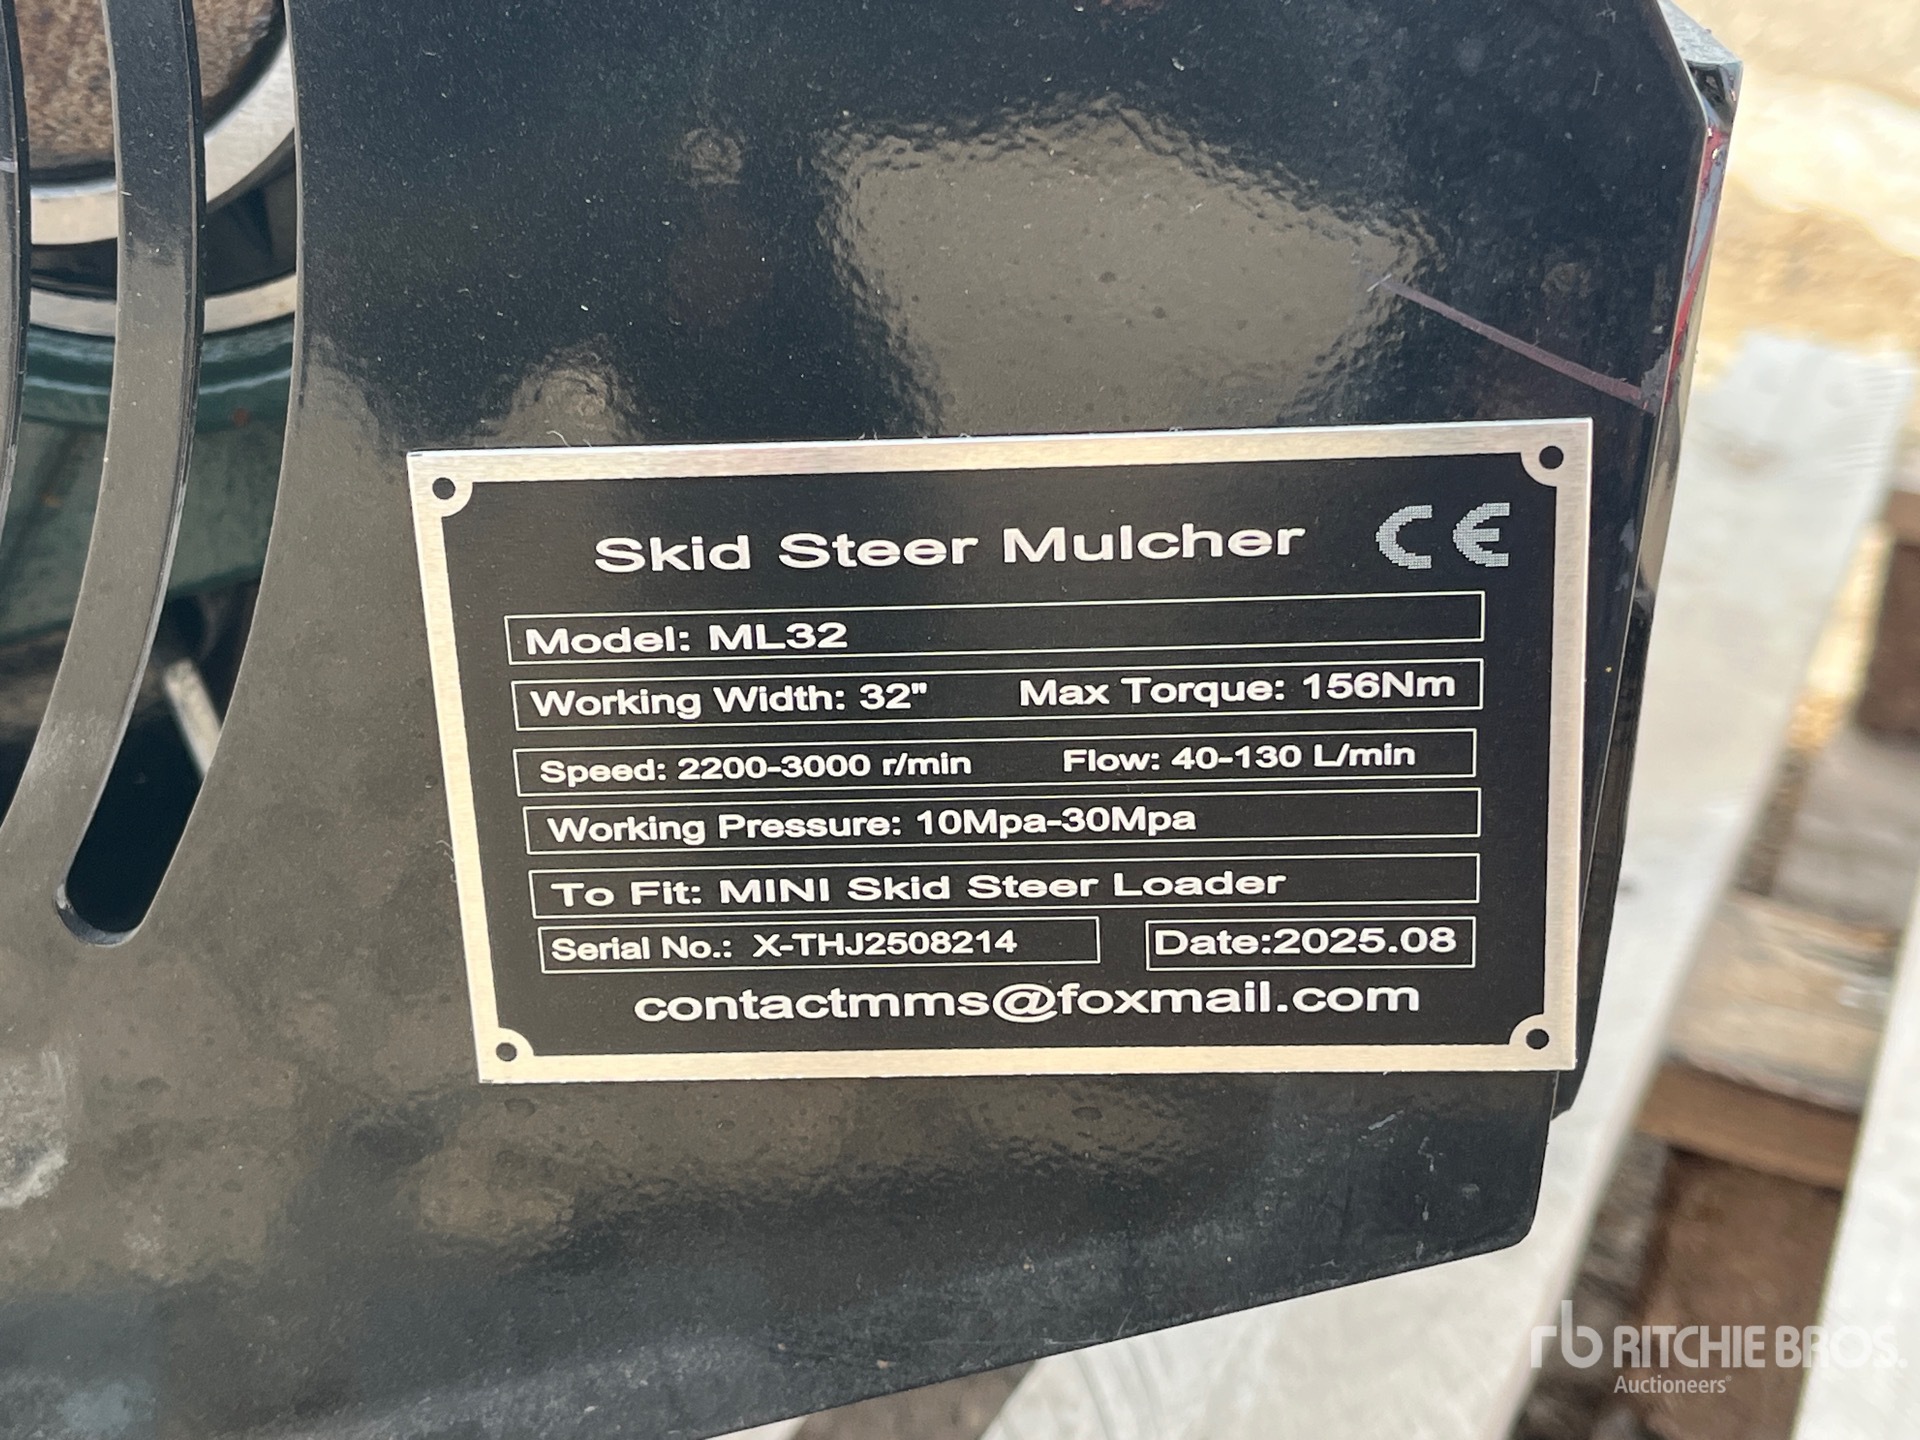 Skid Steer Mulcher CE
Model: ML32
Working Width: 32" Max Torque: 156Nm
Speed: 2200-3000 r/min Flow: 40-130 L/min
Working Pressure: 10Mpa-30Mpa
To Fit: MINI Skid Steer Loader
Serial No.: X-THJ2508214 Date:2025.08
contactmms@foxmail.com
rb RITCHIE BROS.
Auctioneers